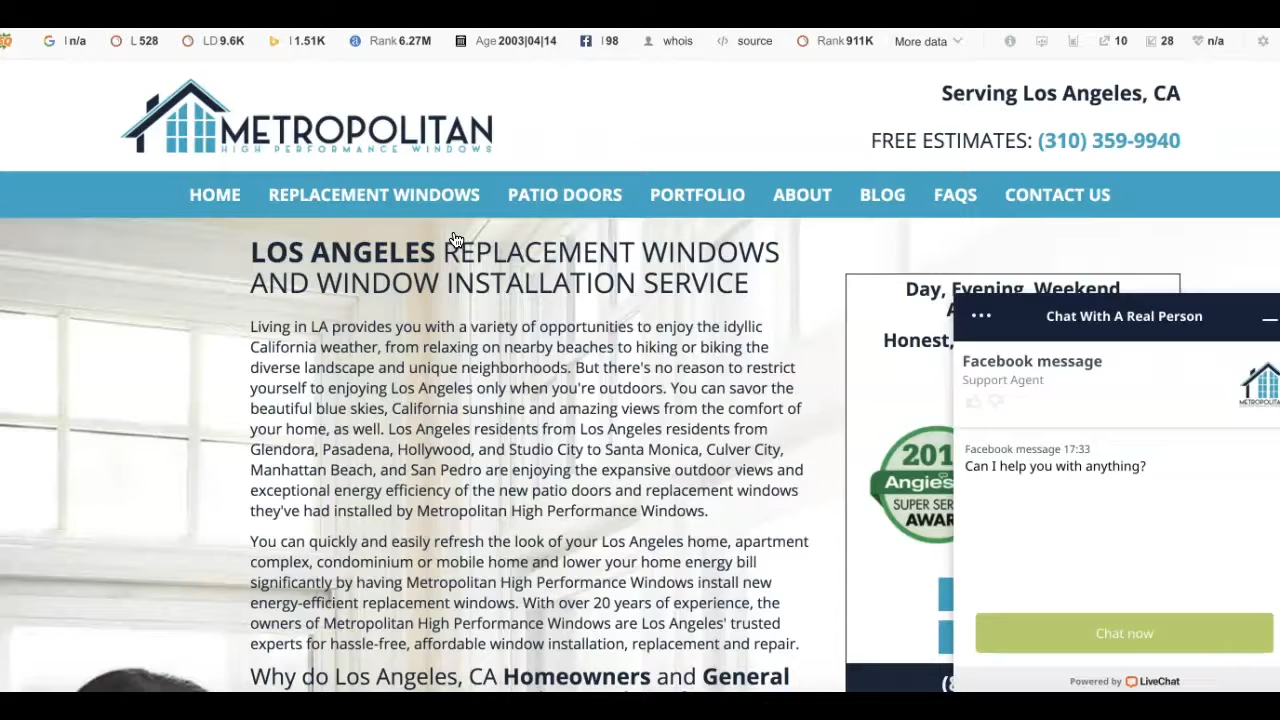 I n/a L 528 LD 9.6K I 1.51K Rank 6.27M Age 2003|04|14 I 98 whois source Rank 911K More data 10 28 n/a
METROPOLITAN
HIGH PERFORMANCE WINDOWS
Serving Los Angeles, CA
FREE ESTIMATES: (310) 359-9940
HOME REPLACEMENT WINDOWS PATIO DOORS PORTFOLIO ABOUT BLOG FAQS CONTACT US
LOS ANGELES REPLACEMENT WINDOWS
AND WINDOW INSTALLATION SERVICE
Living in LA provides you with a variety of opportunities to enjoy the idyllic
California weather, from relaxing on nearby beaches to hiking or biking the
diverse landscape and unique neighborhoods. But there's no reason to restrict
yourself to enjoying Los Angeles only when you're outdoors. You can savor the
beautiful blue skies, California sunshine and amazing views from the comfort of
your home, as well. Los Angeles residents from Los Angeles residents from
Glendora, Pasadena, Hollywood, and Studio City to Santa Monica, Culver City,
Manhattan Beach, and San Pedro are enjoying the expansive outdoor views and
exceptional energy efficiency of the new patio doors and replacement windows
they've had installed by Metropolitan High Performance Windows.
You can quickly and easily refresh the look of your Los Angeles home, apartment
complex, condominium or mobile home and lower your home energy bill
significantly by having Metropolitan High Performance Windows install new
energy-efficient replacement windows. With over 20 years of experience, the
owners of Metropolitan High Performance Windows are Los Angeles' trusted
experts for hassle-free, affordable window installation, replacement and repair.
Why do Los Angeles, CA Homeowners and General
Day, Evening, Weekend
Honest,
201
Angie's
SUPER SER
AWAR
(8
Chat With A Real Person
Facebook message
Support Agent
METROPOLITA
Facebook message 17:33
Can I help you with anything?
Chat now
Powered by LiveChat